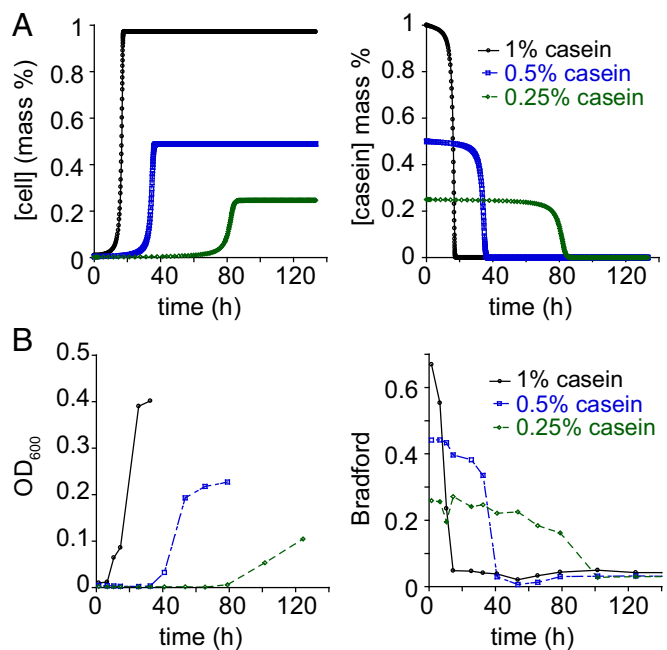 A
[cell] (mass %)
1
0.8
0.6
0.4
0.2
0
0 40 80 120
time (h)
[casein] mass %
1
0.8
0.6
0.4
0.2
0
0 40 80 120
time (h)
1% casein
0.5% casein
0.25% casein
B
OD600
0.5
0.4
0.3
0.2
0.1
0
0 40 80 120
time (h)
Bradford
0.6
0.4
0.2
0
0 40 80 120
time (h)
1% casein
0.5% casein
0.25% casein